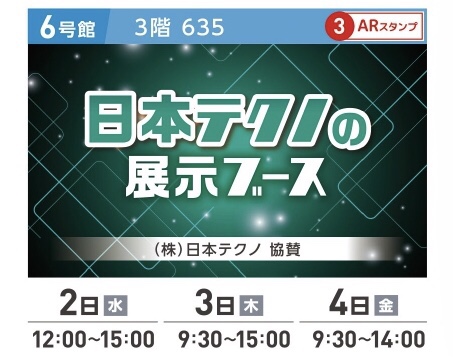 6号館 3階 635 3 ARスタンプ
日本テクノの
展示ブース
(株)日本テクノ 協賛
2日 水 3日 木 4日 金
12:00~15:00 9:30~15:00 9:30~14:00